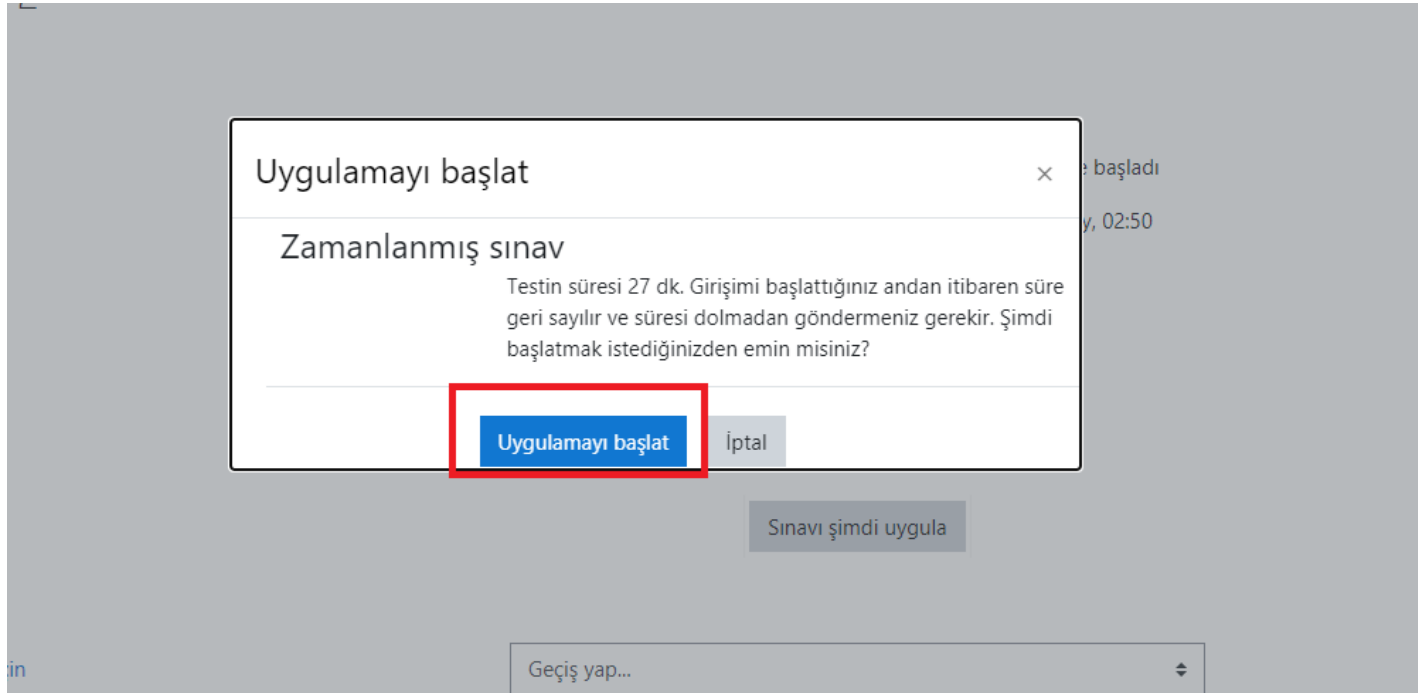 Uygulamayı başlat
×
başladı
Zamanlanmış sınav
02:50
Testin süresi 27 dk. Girişimi başlattığınız andan itibaren süre
geri sayılır ve süresi dolmadan göndermeniz gerekir. Şimdi
başlatmak istediğinizden emin misiniz?
Uygulamayı başlat
İptal
Sınavı şimdi uygula
Geçiş yap...